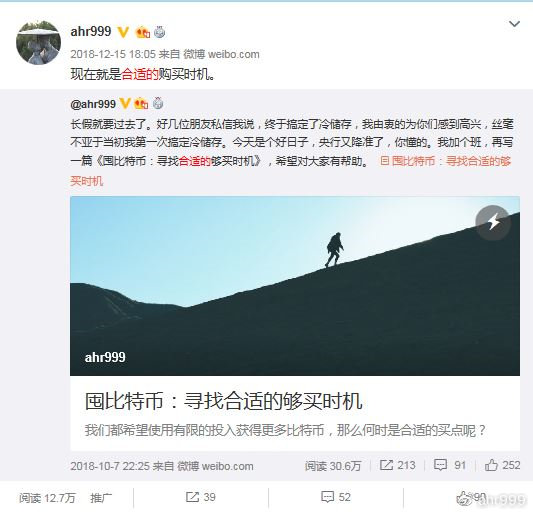 ahr999
2018-12-15 18:05 来自 微博 weibo.com
现在就是合适的购买时机。
@ahr999
长假就要过去了。好几位朋友私信我说，终于搞定了冷储存，我由衷的为你们感到高兴，丝毫
不亚于当初我第一次搞定冷储存。今天是个好日子，央行又降准了，你懂的。我加个班，再写
一篇《囤比特币：寻找合适的够买时机》，希望对大家有帮助。 囤比特币：寻找合适的够
买时机
ahr999
囤比特币：寻找合适的够买时机
我们都希望使用有限的投入获得更多比特币，那么何时是合适的买点呢？
2018-10-7 22:25 来自 微博 weibo.com 阅读 30.6万 213 91 252
阅读 12.7万 推广 39 52 90
ahr999